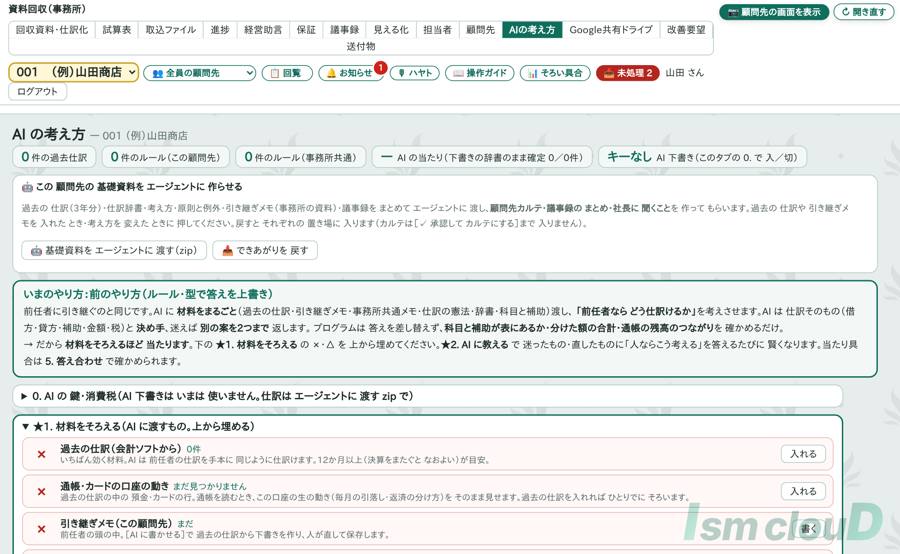 資料回収（事務所）
📷 顧客先の画面を表示
↻ 開き直す
回収資料・仕訳化 試算表 取込ファイル 進捗 経営助言 保証 議事録 見える化 担当者 顧問先 AIの考え方 Google共有ドライブ 改善要望
送付物
001 （例）山田商店
👥 全員の顧問先
📋 回覧
🔔 お知らせ 1
🎙 ハヤト
📖 操作ガイド
📊 そろい具合
📥 未処理 2
山田 さん
ログアウト
AI の考え方 — 001 （例）山田商店
0 件の過去仕訳
0 件のルール（この顧問先）
0 件のルール（事務所共通）
— AI の当たり（下書きの辞書のまま確定 0／0件）
キーなし AI 下書き（このタブの 0. で 入／切）
🤖 この 顧問先の 基礎資料を エージェントに 作らせる
過去の 仕訳（3年分）・仕訳辞書・考え方・原則と例外・引き継ぎメモ（事務所の資料）・議事録を まとめて エージェントに 渡し、顧問先カルテ・議事録の まとめ・社長に 聞くことを 作って もらいます。過去の 仕訳や 引き継ぎメ
モを 入れた とき・考え方を 変えた ときに 押してください。戻すと それぞれの 置き場に 入ります（カルテは［✓ 承認して カルテにする］まで 入りません）。
🤖 基礎資料を エージェントに 渡す（zip）
📥 できあがりを 戻す
いまのやり方：前のやり方（ルール・型で答えを上書き）
前任者に引き継ぐのと同じです。AI に 材料をまるごと（過去の仕訳・引き継ぎメモ・事務所共通メモ・仕訳の憲法・辞書・科目と補助）渡し、「前任者なら どう仕訳けるか」を考えさせます。AI は 仕訳そのもの（借
方・貸方・補助・金額・税）と 決め手、迷えば 別の案を2つまで 返します。プログラムは 答えを差し替えず、科目と補助が表にあるか・分けた額の合計・通帳の残高のつながりを 確かめるだけ。
→ だから 材料をそろえるほど 当たります。下の ★1. 材料をそろえる の ×・△ を 上から埋めてください。★2. AI に教える で 迷ったもの・直したものに「人ならこう考える」を答えるたびに 賢くなります。当たり具
合は 5. 答え合わせ で確かめられます。
▶ 0. AI の 鍵・消費税（AI 下書きは いまは 使いません。仕訳は エージェントに 渡す zip で）
▼ ★1. 材料をそろえる（AI に渡すもの。上から埋める）
× 過去の仕訳（会計ソフトから） 0件
いちばん効く材料。AI は 前任者の仕訳を手本に 同じように仕訳けます。12か月以上（決算をまたぐと なおよい）が目安。
入れる
× 通帳・カードの口座の動き まだ見つかりません
過去の仕訳の中の 預金・カードの行。通帳を読むとき、この口座の生の動き（毎月の引落し・返済の分け方）を そのまま見せます。過去の仕訳を入れれば ひとりでに そろいます。
入れる
× 引き継ぎメモ（この顧問先） まだ
前任者の頭の中。［AI に書かせる］で 過去の仕訳から下書きを作り、人が直して保存します。
書く
Ism clouD